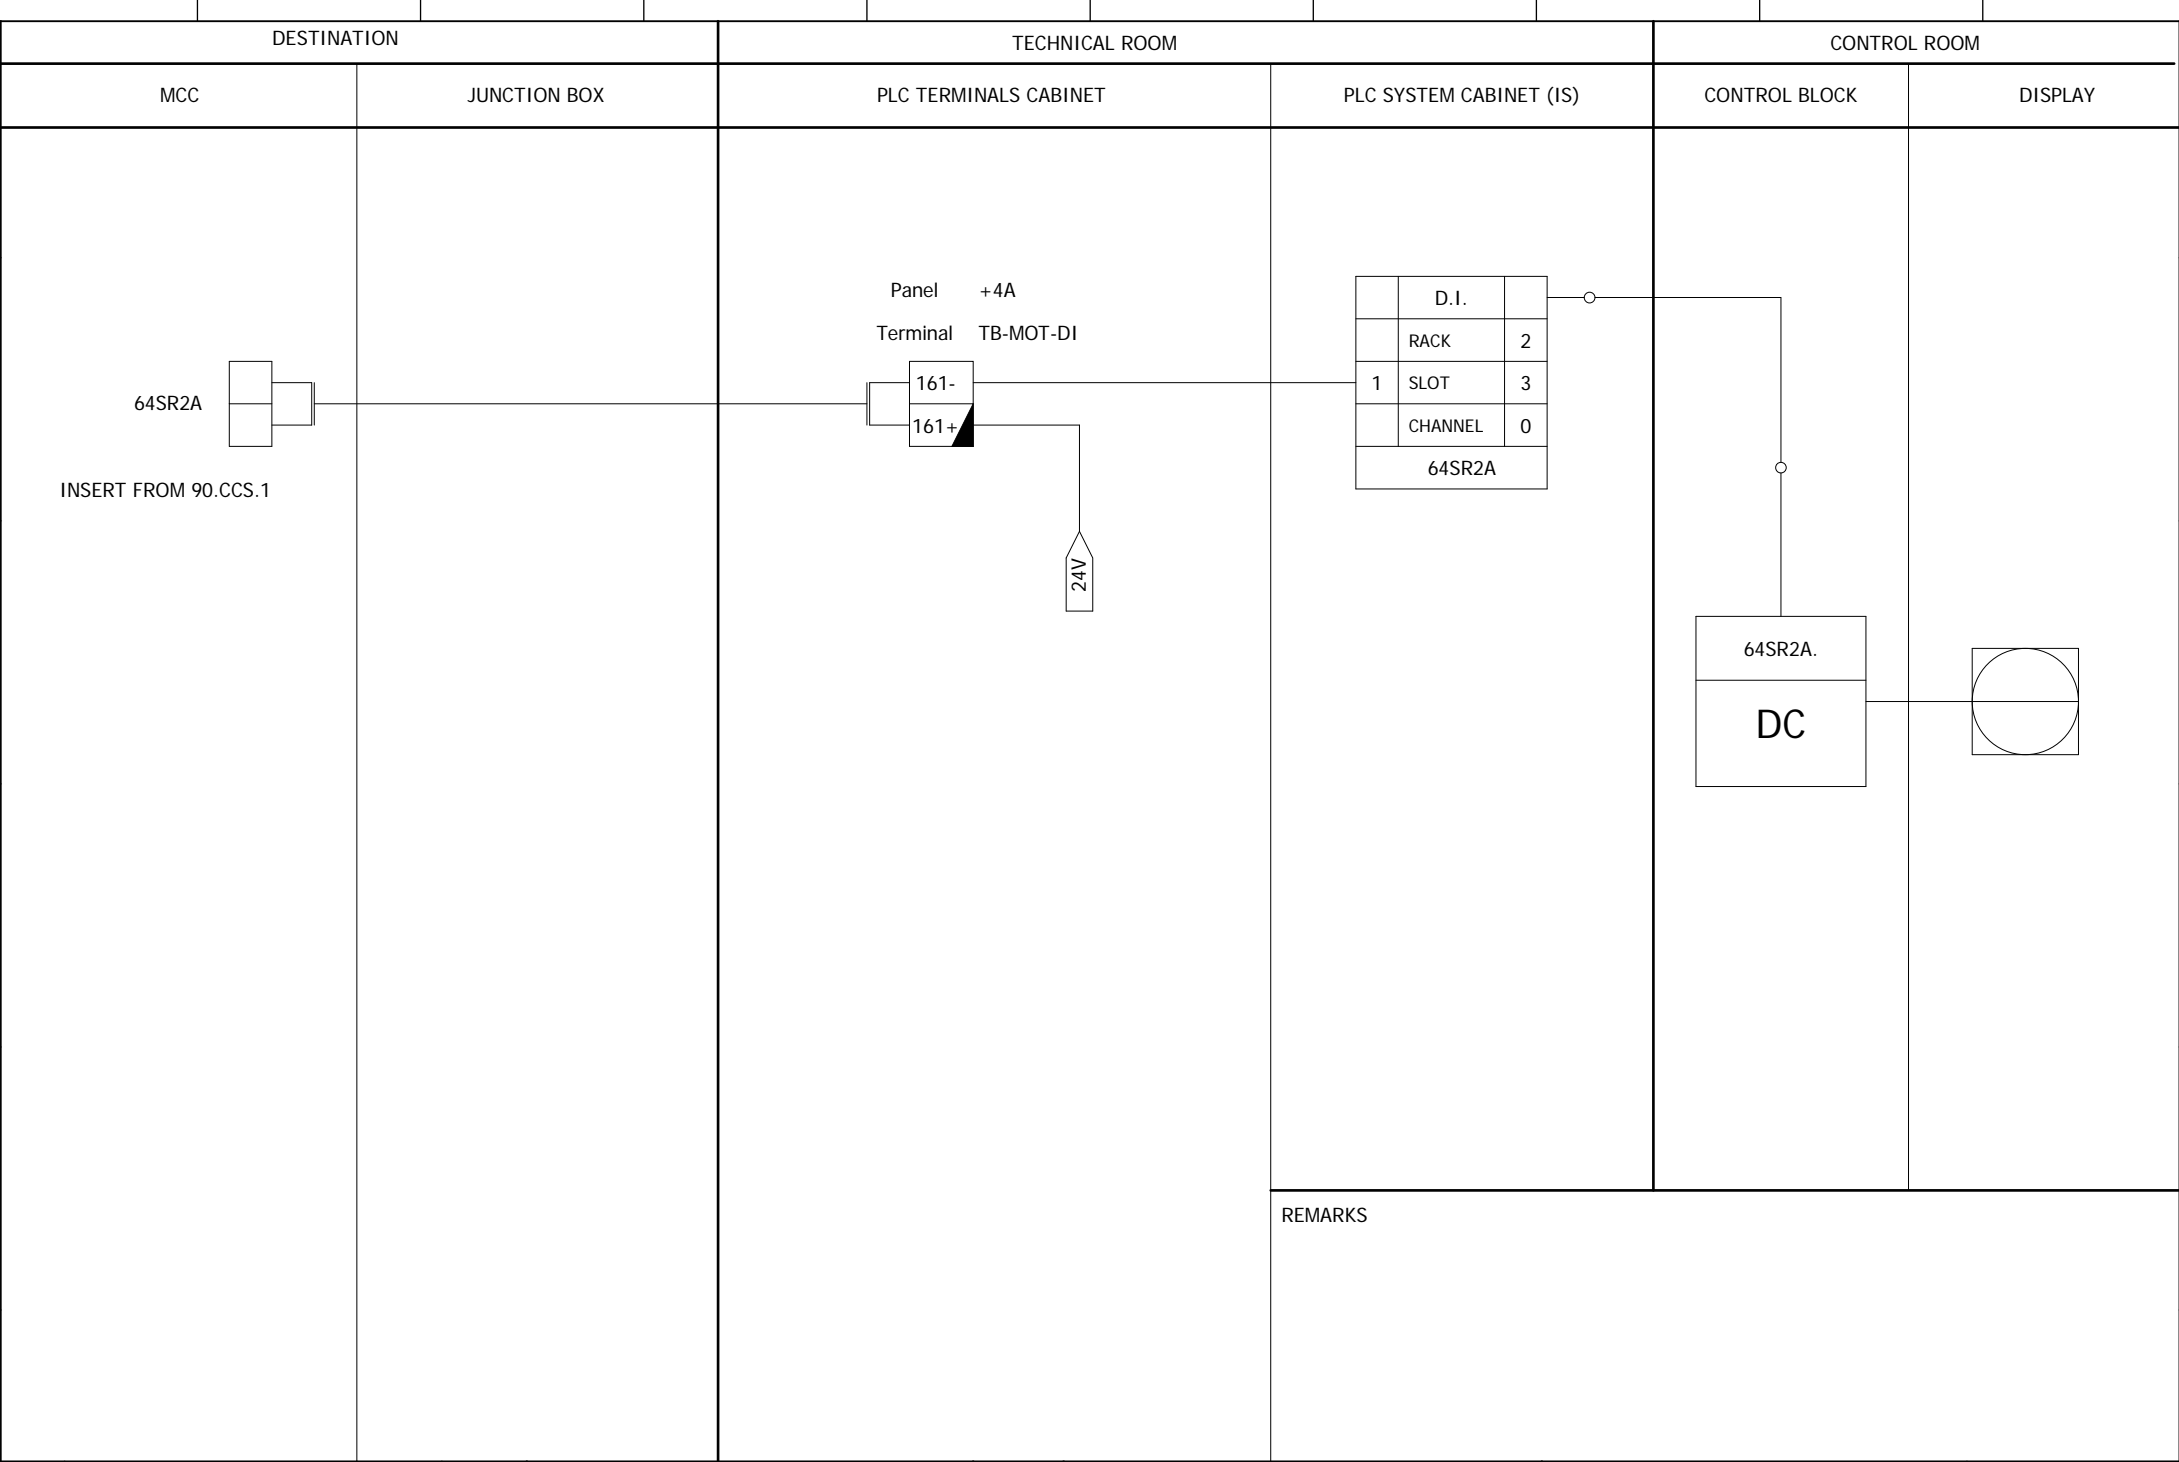 DESTINATION
TECHNICAL ROOM
CONTROL ROOM
MCC
JUNCTION BOX
PLC TERMINALS CABINET
PLC SYSTEM CABINET (IS)
CONTROL BLOCK
DISPLAY
64SR2A
INSERT FROM 90.CCS.1
Panel +4A
Terminal TB-MOT-DI
161-
161+
24V
D.I.
RACK 2
1 SLOT 3
CHANNEL 0
64SR2A
64SR2A.
DC
REMARKS